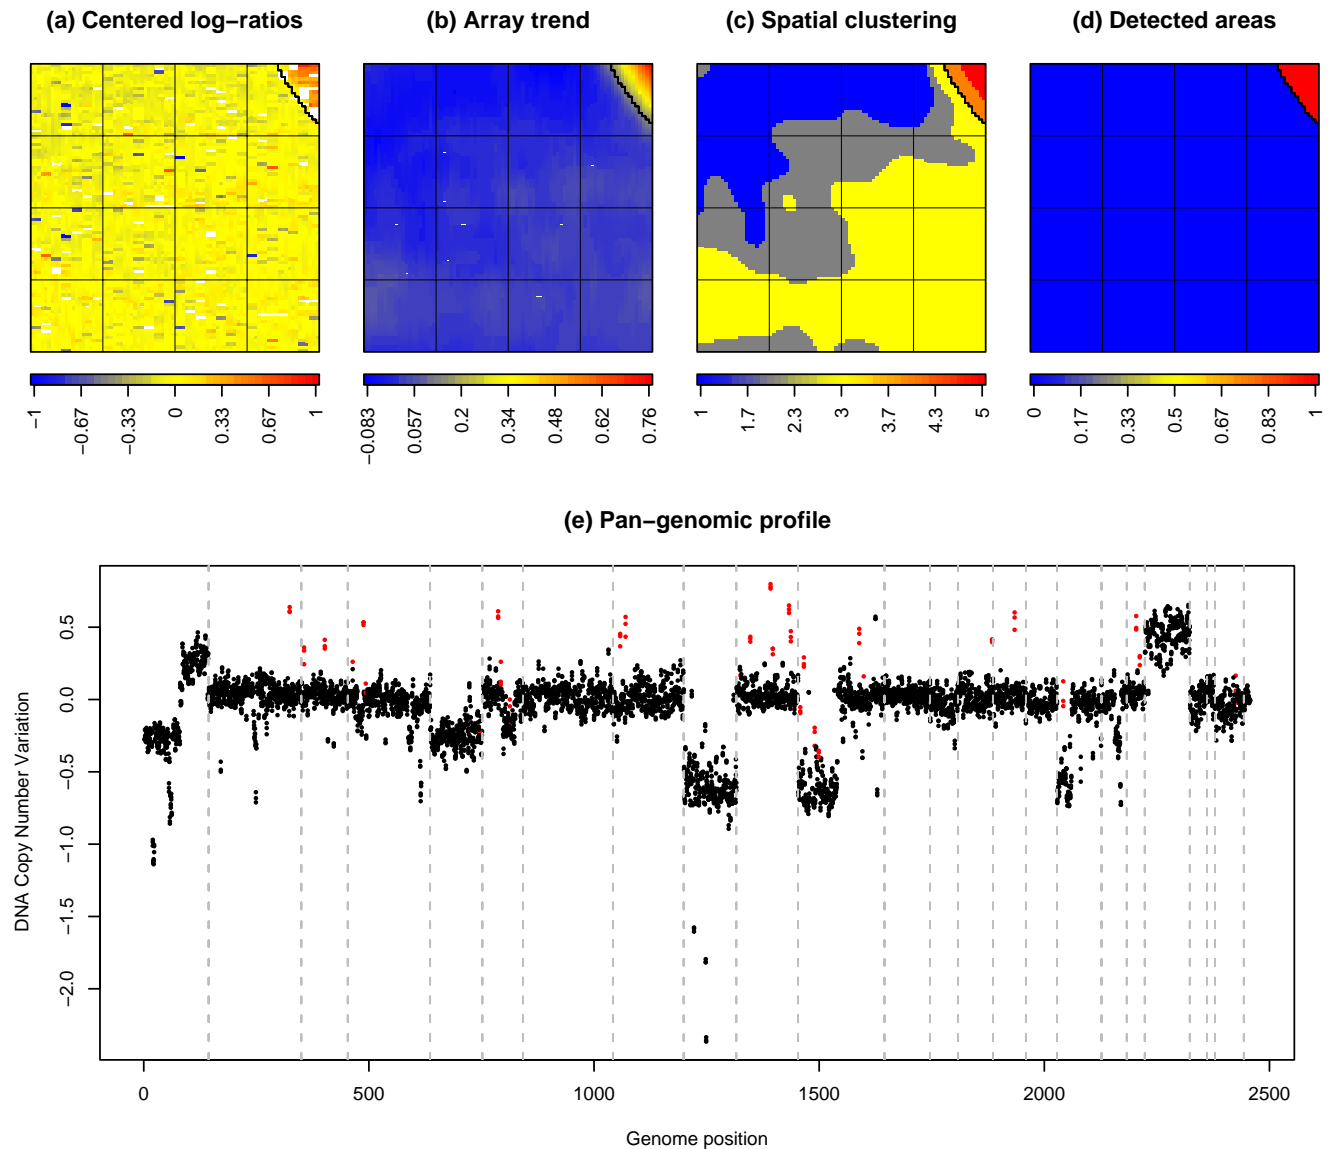 (a) Centered log−ratios
(b) Array trend
(c) Spatial clustering
(d) Detected areas
−1 −0.67 −0.33 0 0.33 0.67 1
−0.083 0.057 0.2 0.34 0.48 0.62 0.76
1 1.7 2.3 3 3.7 4.3 5
0 0.17 0.33 0.5 0.67 0.83 1
(e) Pan−genomic profile
DNA Copy Number Variation
0.5
0.0
−0.5
−1.0
−1.5
−2.0
0 500 1000 1500 2000 2500
Genome position